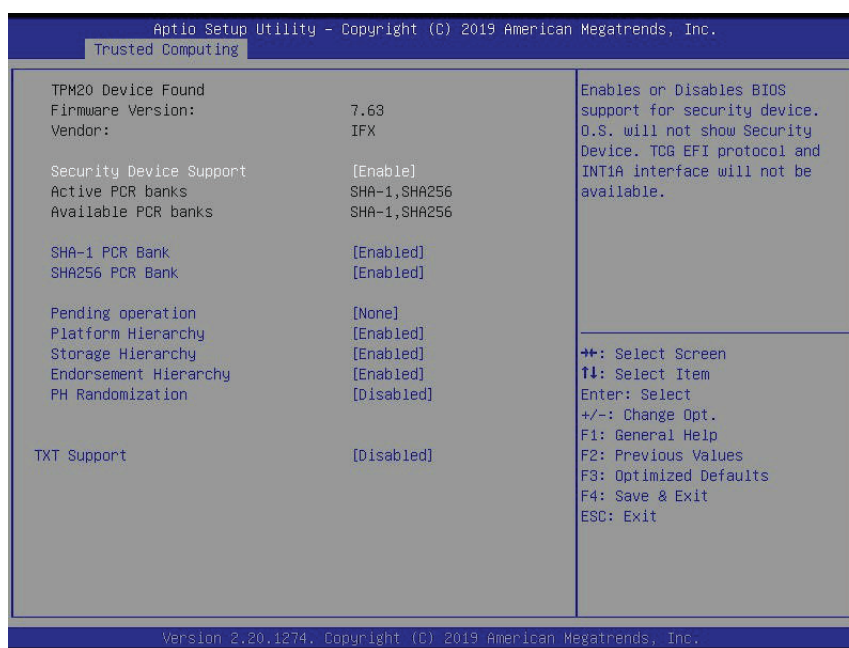 Aptio Setup Utility – Copyright (C) 2019 American Megatrends, Inc.
Trusted Computing
TPM20 Device Found
Firmware Version: 7.63
Vendor: IFX
Security Device Support [Enable]
Active PCR banks SHA-1,SHA256
Available PCR banks SHA-1,SHA256
SHA-1 PCR Bank [Enabled]
SHA256 PCR Bank [Enabled]
Pending operation [None]
Platform Hierarchy [Enabled]
Storage Hierarchy [Enabled]
Endorsement Hierarchy [Enabled]
PH Randomization [Disabled]
TXT Support [Disabled]
Enables or Disables BIOS
support for security device.
O.S. will not show Security
Device. TCG EFI protocol and
INT1A interface will not be
available.
→←: Select Screen
↑↓: Select Item
Enter: Select
+/-: Change Opt.
F1: General Help
F2: Previous Values
F3: Optimized Defaults
F4: Save & Exit
ESC: Exit
Version 2.20.1274. Copyright (C) 2019 American Megatrends, Inc.